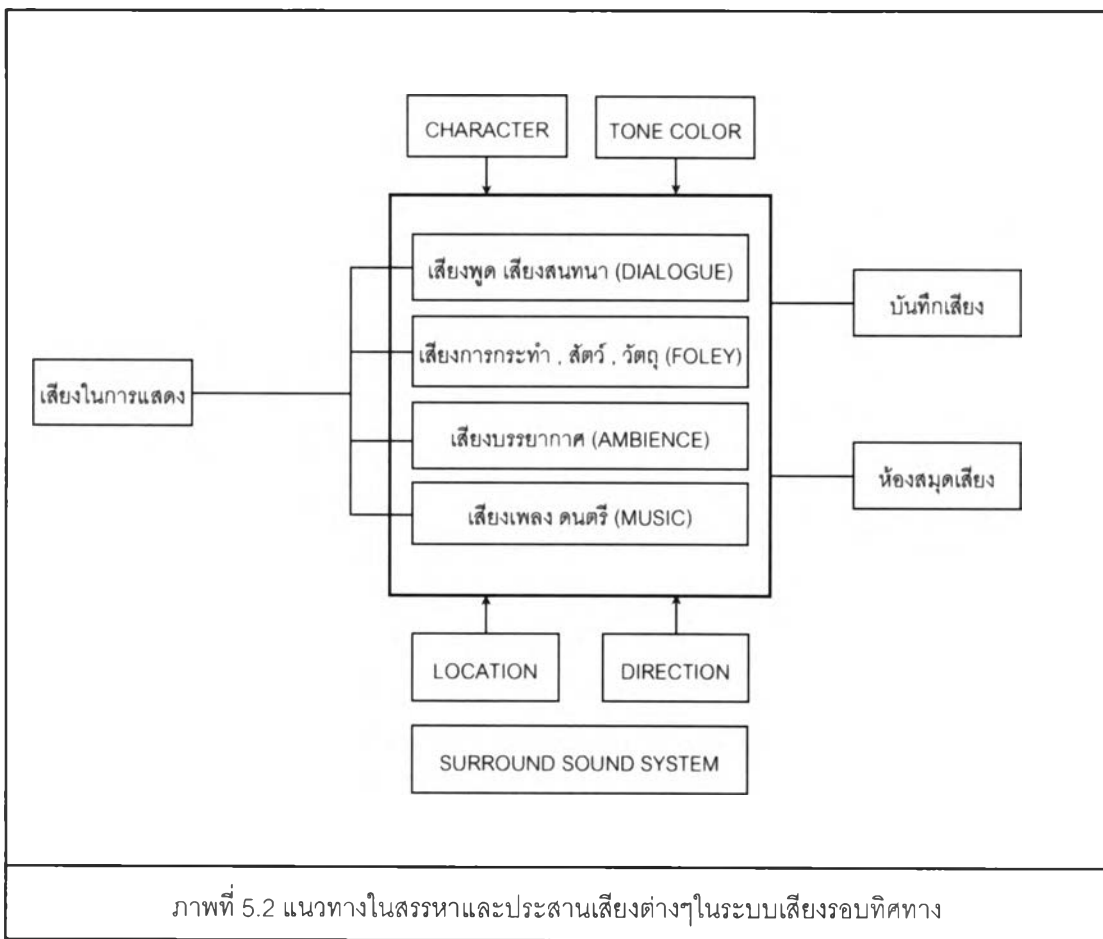 CHARACTER
TONE COLOR
เสียงพูด เสียงสนทนา (DIALOGUE)
บันทึกเสียง
เสียงการกระทำ , สัตว์ , วัตถุ (FOLEY)
เสียงในการแสดง
เสียงบรรยากาศ (AMBIENCE)
ห้องสมุดเสียง
เสียงเพลง ดนตรี (MUSIC)
LOCATION
DIRECTION
SURROUND SOUND SYSTEM
ภาพที่ 5.2 แนวทางในสรรหาและประสานเสียงต่างๆในระบบเสียงรอบทิศทาง